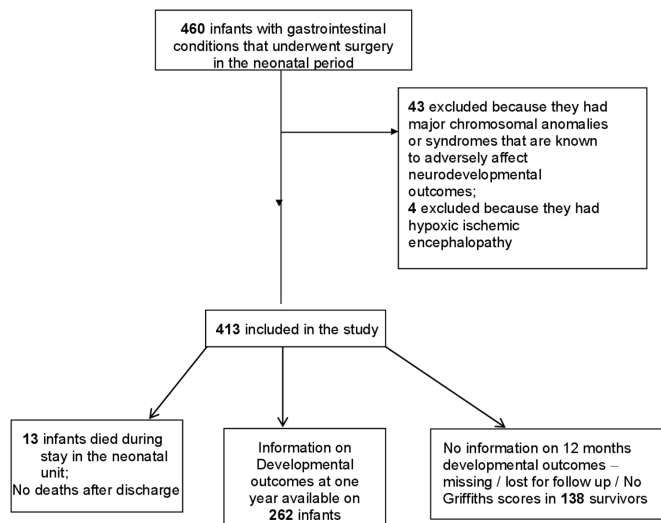 460 infants with gastrointestinal
conditions that underwent surgery
in the neonatal period
43 excluded because they had
major chromosomal anomalies
or syndromes that are known
to adversely affect
neurodevelopmental
outcomes;
4 excluded because they had
hypoxic ischemic
encephalopathy
413 included in the study
13 infants died during
stay in the neonatal
unit;
No deaths after discharge
Information on
Developmental
outcomes at one
year available on
262 infants
No information on 12 months
developmental outcomes –
missing / lost for follow up / No
Griffiths scores in 138 survivors